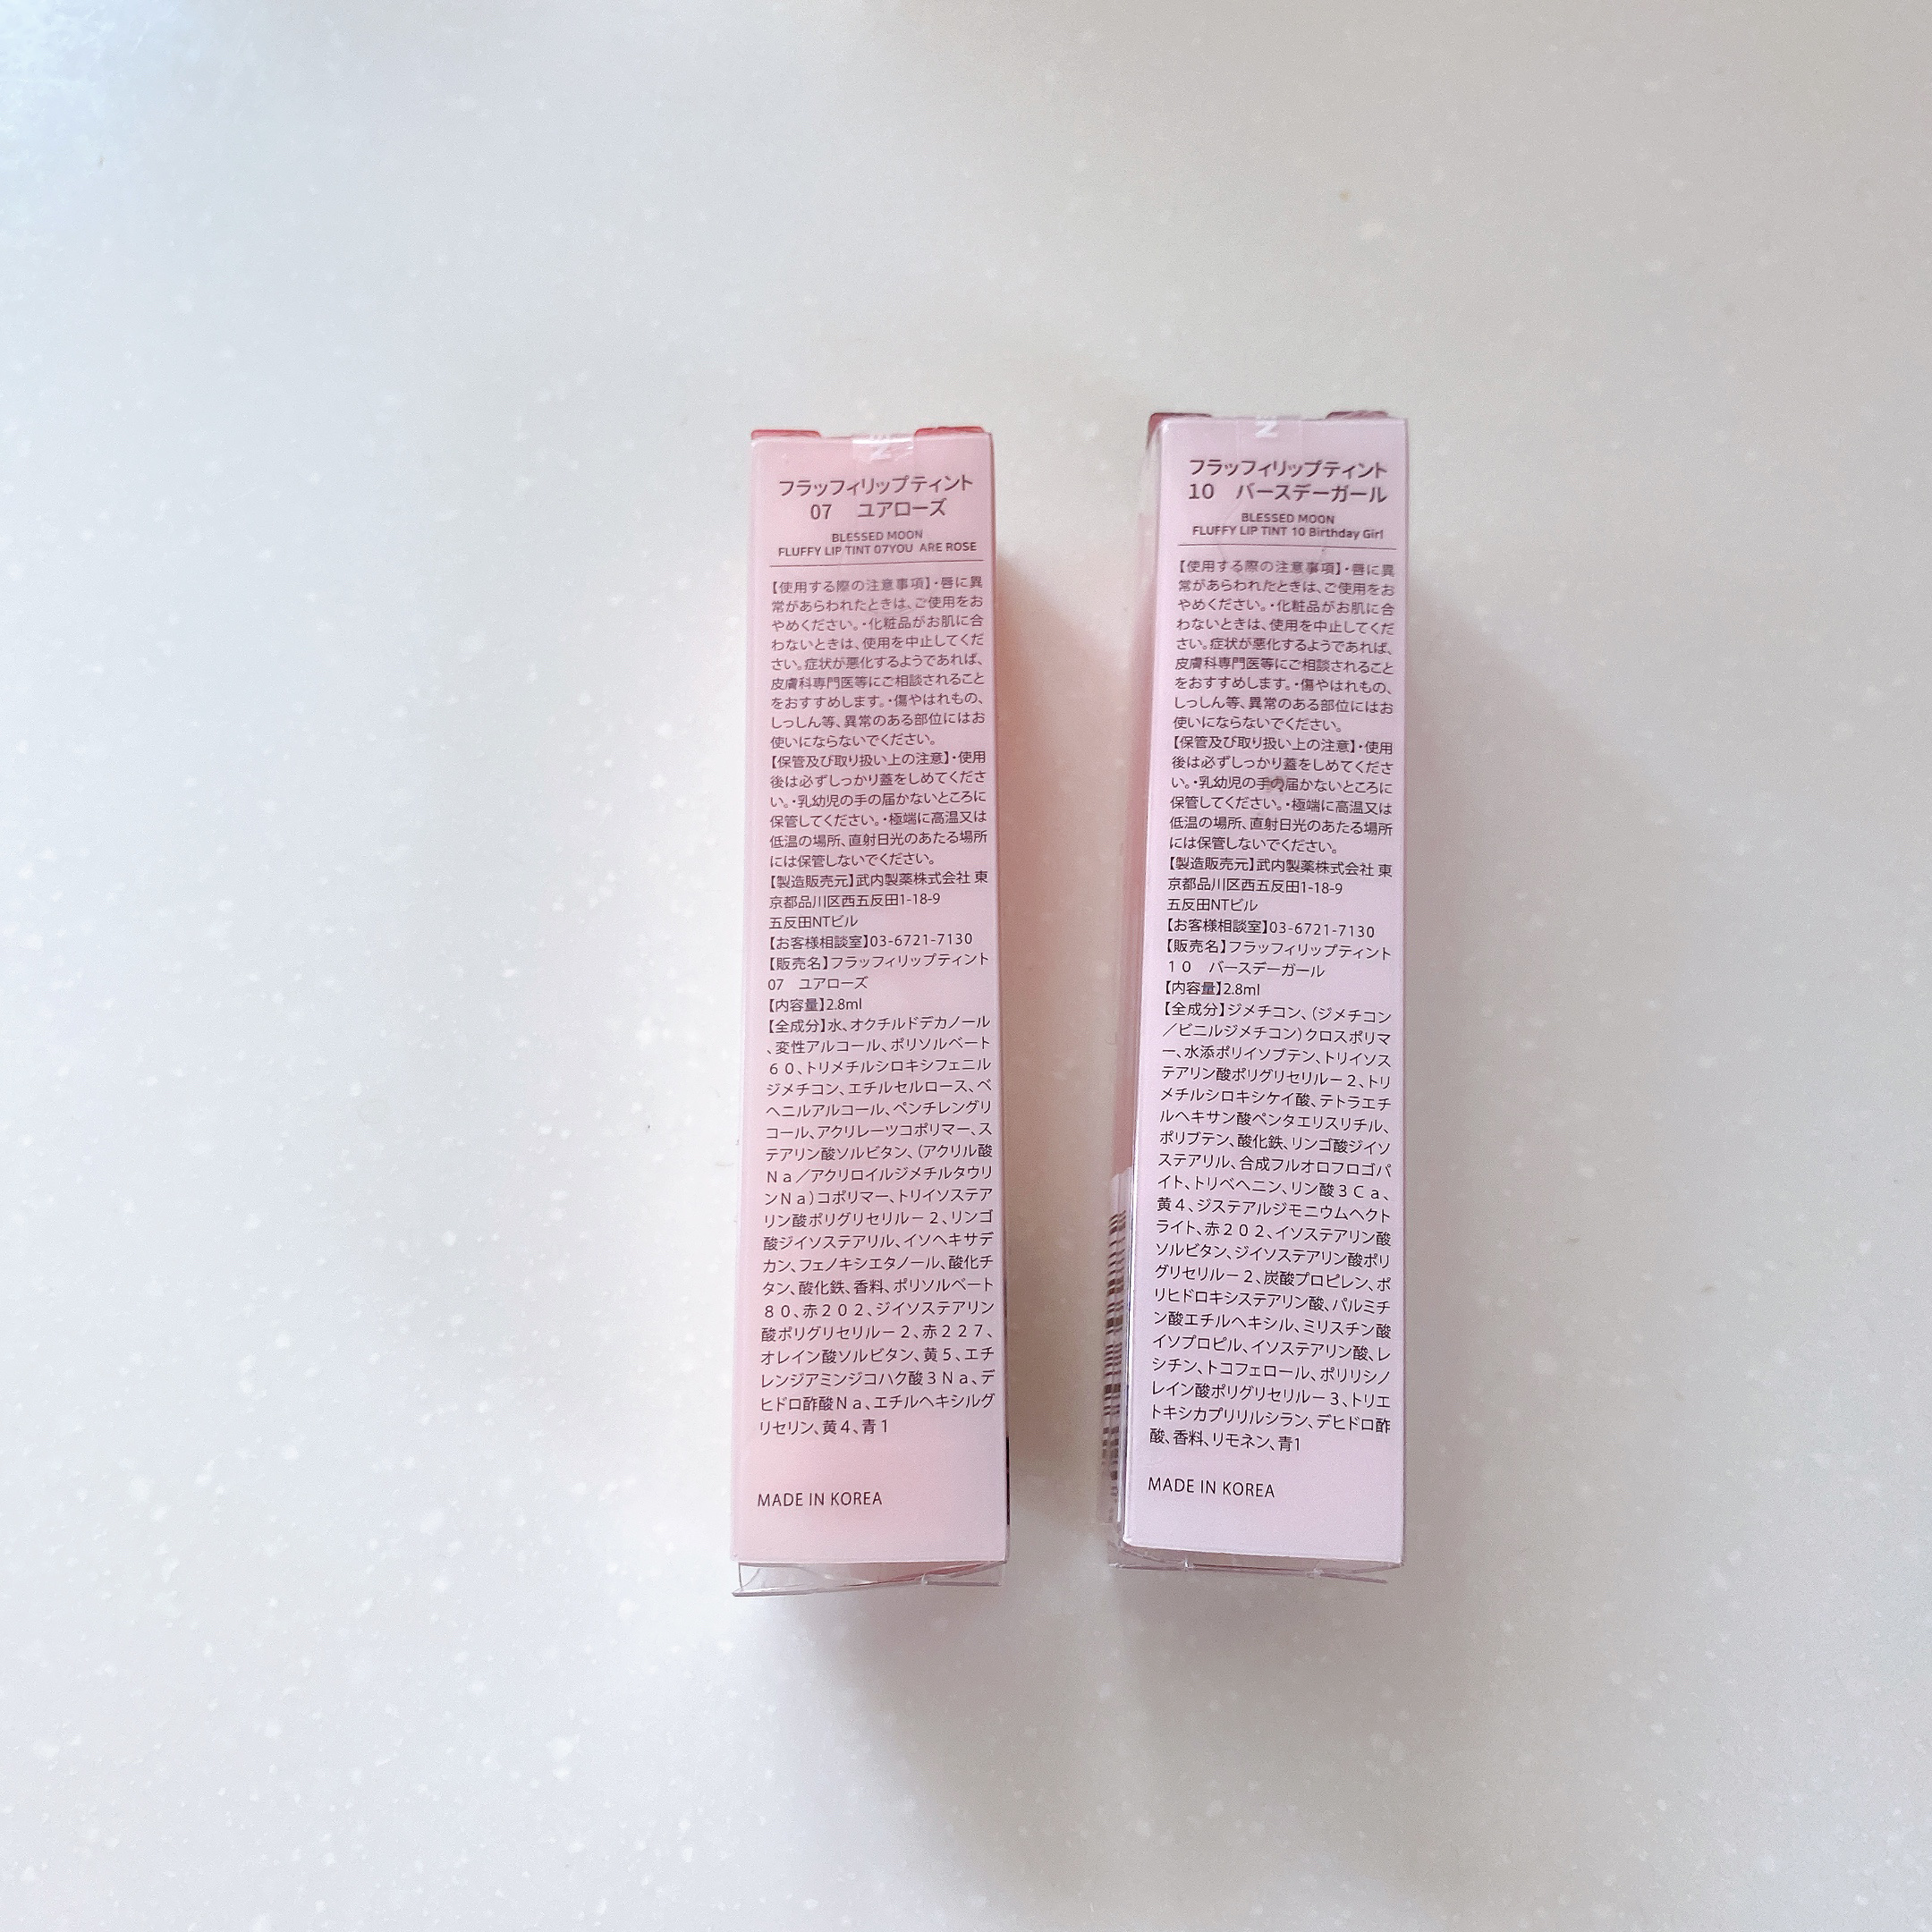 フラッフィリップティント
07　ユアローズ
BLESSED MOON
FLUFFY LIP TINT 07YOU ARE ROSE
【使用する際の注意事項】・唇に異
常があらわれたときは、ご使用をお
やめください。・化粧品がお肌に合
わないときは、使用を中止してくだ
さい。症状が悪化するようであれば、
皮膚科専門医等にご相談されること
をおすすめします。・傷やはれもの、
しっしん等、異常のある部位にはお
使いにならないでください。
【保管及び取り扱い上の注意】・使用
後は必ずしっかり蓋をしめてくださ
い。・乳幼児の手の届かないところに
保管してください。・極端に高温又は
低温の場所、直射日光のあたる場所
には保管しないでください。
【製造販売元】武内製薬株式会社 東
京都品川区西五反田1-18-9
五反田NTビル
【お客様相談室】03-6721-7130
【販売名】フラッフィリップティント
07　ユアローズ
【内容量】2.8ml
【全成分】水、オクチルドデカノール
、変性アルコール、ポリソルベート
６０、トリメチルシロキシフェニル
ジメチコン、エチルセルロース、ベ
ヘニルアルコール、ペンチレングリ
コール、アクリレーツコポリマー、ス
テアリン酸ソルビタン、（アクリル酸
Ｎａ／アクリロイルジメチルタウリ
ンＮａ）コポリマー、トリイソステア
リン酸ポリグリセリル－２、リンゴ
酸ジイソステアリル、イソヘキサデ
カン、フェノキシエタノール、酸化チ
タン、酸化鉄、香料、ポリソルベート
８０、赤２０２、ジイソステアリン
酸ポリグリセリル－２、赤２２７、
オレイン酸ソルビタン、黄５、エチ
レンジアミンジコハク酸３Ｎａ、デ
ヒドロ酢酸Ｎａ、エチルヘキシルグ
リセリン、黄４、青１
MADE IN KOREA
フラッフィリップティント
10　バースデーガール
BLESSED MOON
FLUFFY LIP TINT 10 Birthday Girl
【使用する際の注意事項】・唇に異
常があらわれたときは、ご使用をお
やめください。・化粧品がお肌に合
わないときは、使用を中止してくだ
さい。症状が悪化するようであれば、
皮膚科専門医等にご相談されること
をおすすめします。・傷やはれもの、
しっしん等、異常のある部位にはお
使いにならないでください。
【保管及び取り扱い上の注意】・使用
後は必ずしっかり蓋をしめてくださ
い。・乳幼児の手の届かないところに
保管してください。・極端に高温又は
低温の場所、直射日光のあたる場所
には保管しないでください。
【製造販売元】武内製薬株式会社 東
京都品川区西五反田1-18-9
五反田NTビル
【お客様相談室】03-6721-7130
【販売名】フラッフィリップティント
１０　バースデーガール
【内容量】2.8ml
【全成分】ジメチコン、（ジメチコン
／ビニルジメチコン）クロスポリマ
ー、水添ポリイソブテン、トリイソス
テアリン酸ポリグリセリル－２、トリ
メチルシロキシケイ酸、テトラエチ
ルヘキサン酸ペンタエリスリチル、
ポリブテン、酸化鉄、リンゴ酸ジイソ
ステアリル、合成フルオロフロゴパ
イト、トリベヘニン、リン酸３Ｃａ、
黄４、ジステアルジモニウムヘクト
ライト、赤２０２、イソステアリン酸
ソルビタン、ジイソステアリン酸ポリ
グリセリル－２、炭酸プロピレン、ポ
リヒドロキシステアリン酸、パルミチ
ン酸エチルヘキシル、ミリスチン酸
イソプロピル、イソステアリン酸、レ
シチン、トコフェロール、ポリリシノ
レイン酸ポリグリセリル－３、トリエ
トキシカプリリルシラン、デヒドロ酢
酸、香料、リモネン、青1
MADE IN KOREA